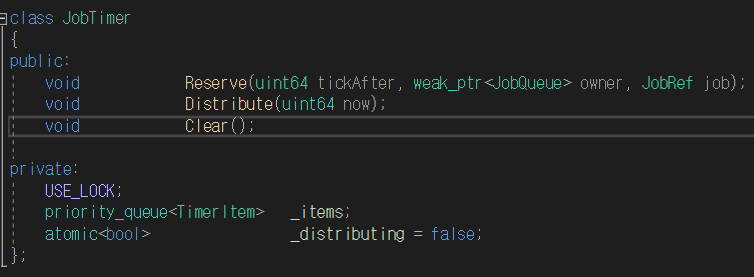 class JobTimer
{
public:
    void            Reserve(uint64 tickAfter, weak_ptr<JobQueue> owner, JobRef job);
    void            Distribute(uint64 now);
    void            Clear();
private:
    USE_LOCK;
    priority_queue<TimerItem>   _items;
    atomic<bool>                _distributing = false;
};